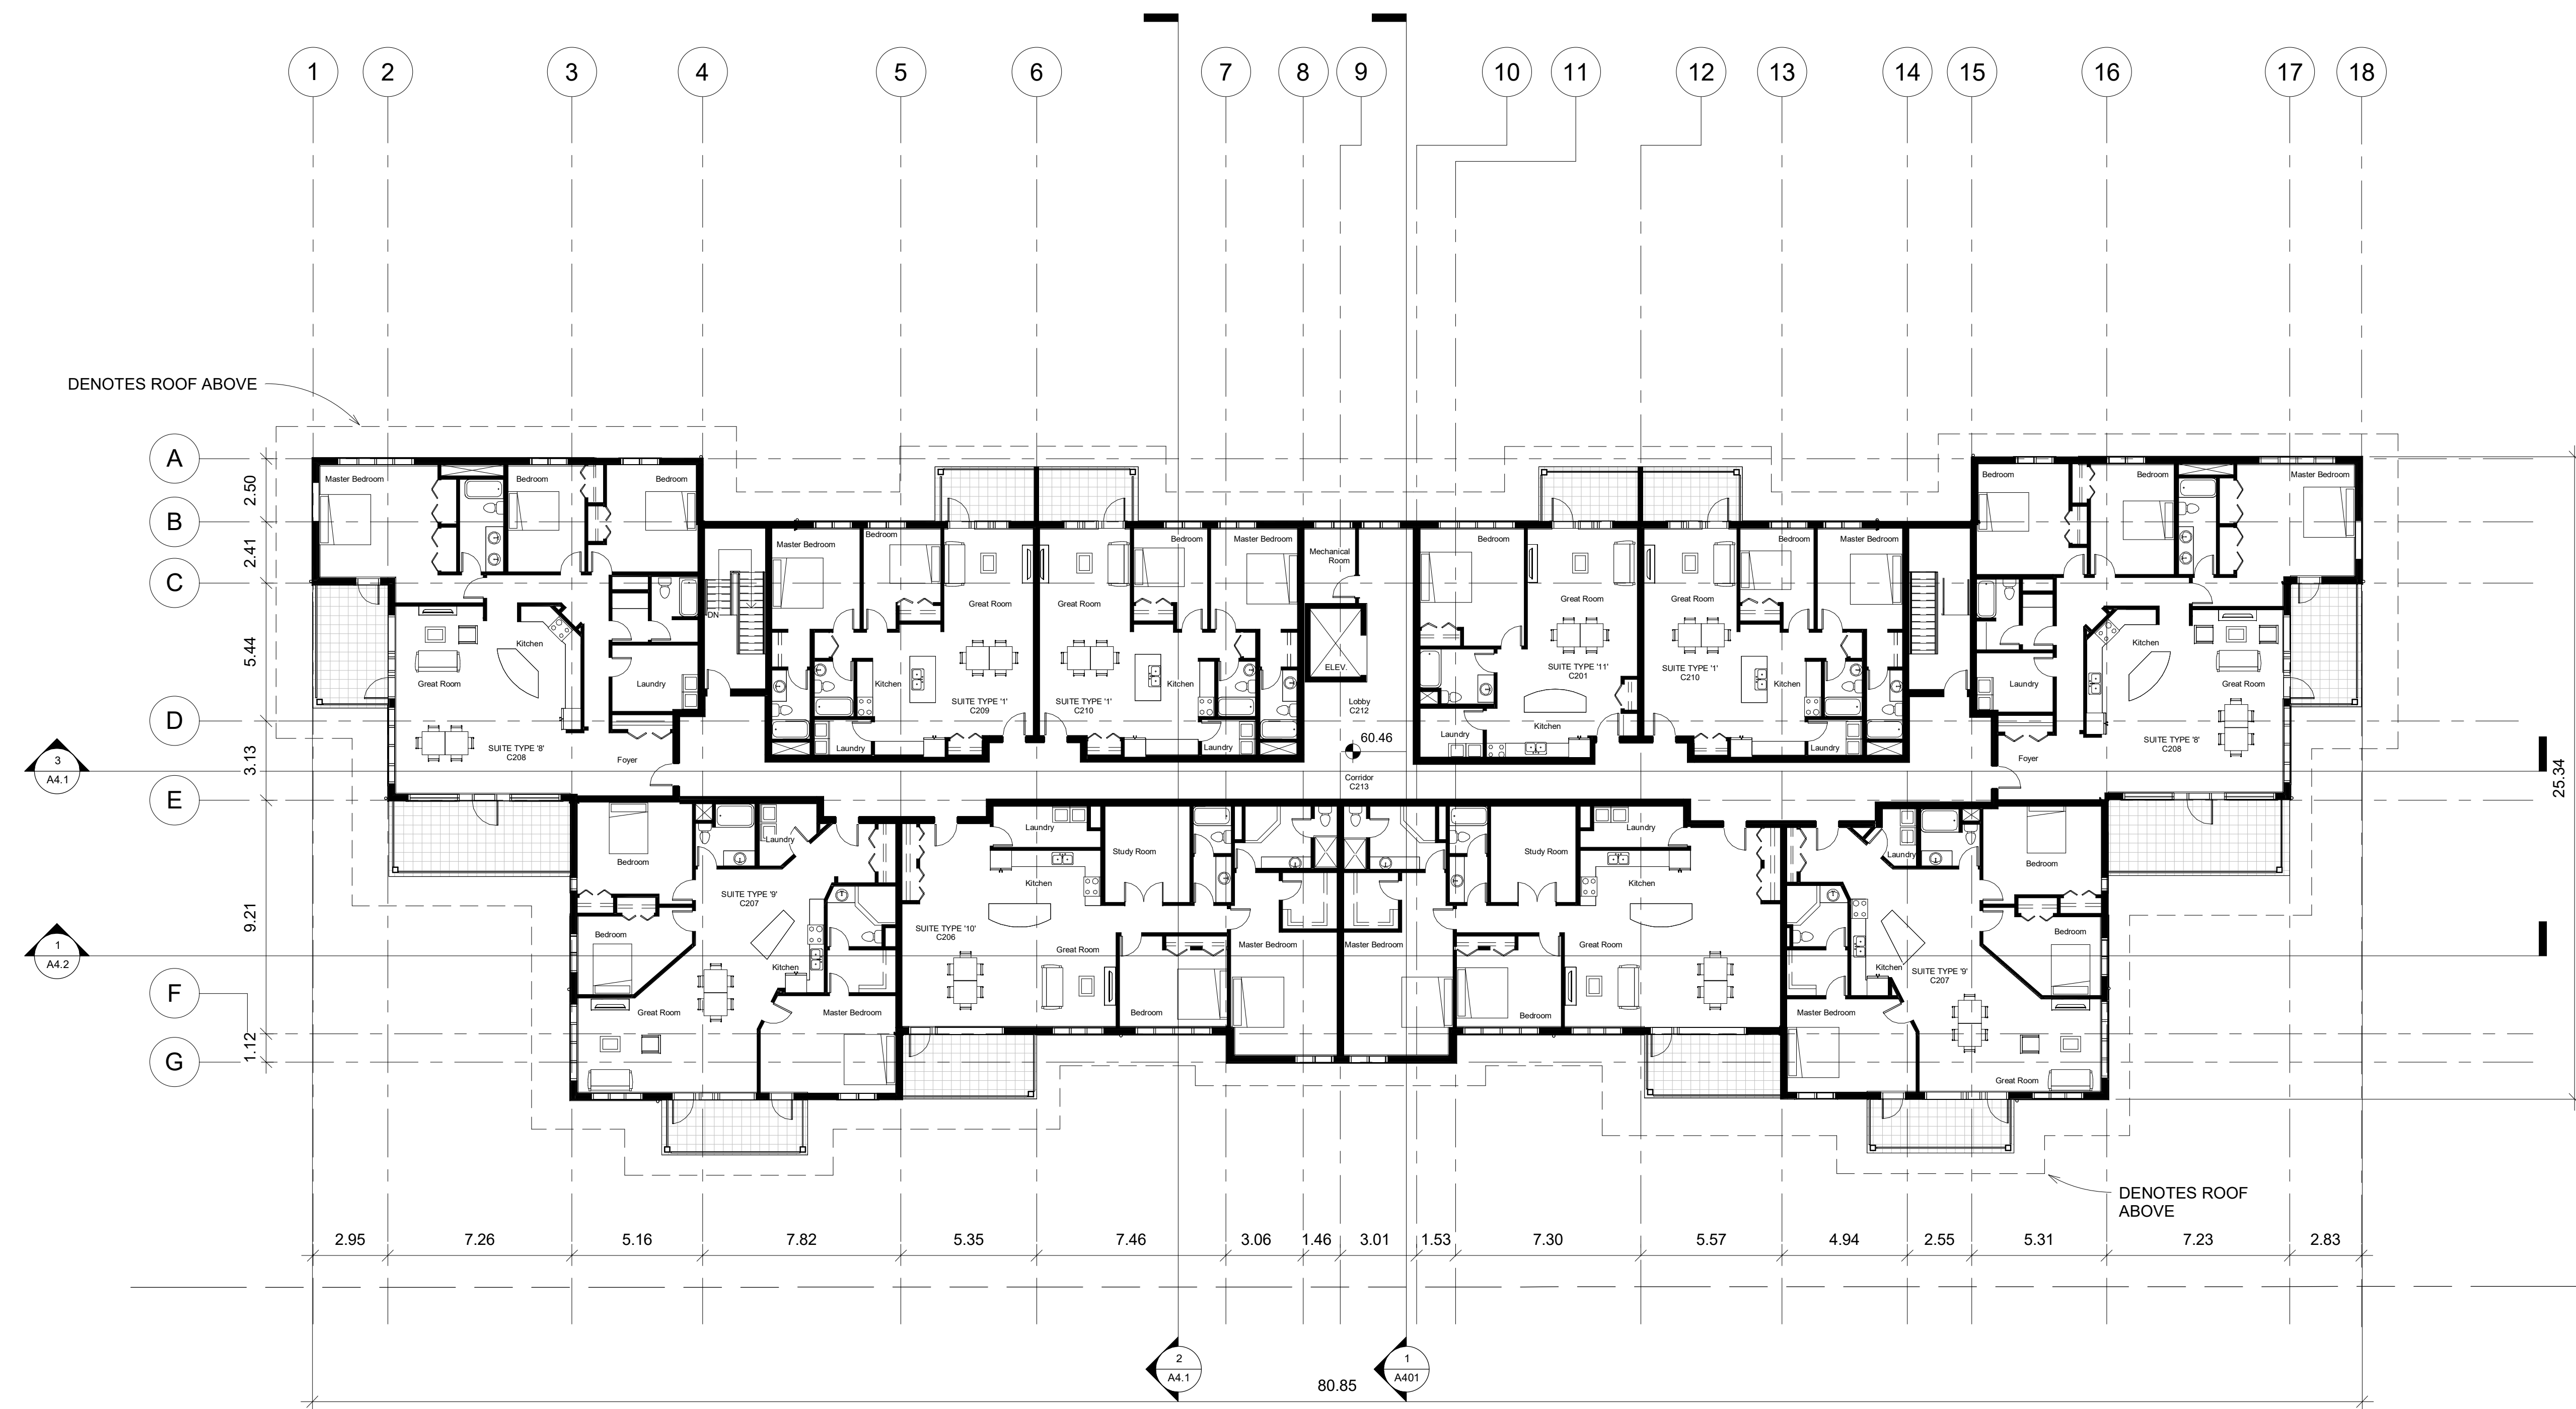 1 2 3 4 5 6 7 8 9 10 11 12 13 14 15 16 17 18
DENOTES ROOF ABOVE
A
B
C
D
E
F
G
2.50
2.41
5.44
3.13
9.21
1.12
25.34
3
A4.1
1
A4.2
Master Bedroom
Bedroom
Bedroom
Kitchen
Great Room
Laundry
SUITE TYPE '8'
C208
Foyer
DN
Master Bedroom
Bedroom
Great Room
Kitchen
SUITE TYPE '1'
C209
Laundry
Great Room
Bedroom
Master Bedroom
SUITE TYPE '1'
C210
Kitchen
Laundry
Mechanical
Room
ELEV.
Lobby
C212
60.46
Corridor
C213
Bedroom
Great Room
SUITE TYPE '11'
C201
Laundry
Kitchen
Great Room
Bedroom
Master Bedroom
SUITE TYPE '1'
C210
Kitchen
Laundry
Bedroom
Bedroom
Master Bedroom
Kitchen
Laundry
Great Room
SUITE TYPE '8'
C208
Foyer
Bedroom
Laundry
SUITE TYPE '9'
C207
Bedroom
Kitchen
Great Room
Master Bedroom
Laundry
Study Room
Kitchen
SUITE TYPE '10'
C206
Great Room
Bedroom
Master Bedroom
Master Bedroom
Study Room
Laundry
Kitchen
Great Room
Bedroom
Laundry
Bedroom
Bedroom
Kitchen
SUITE TYPE '9'
C207
Master Bedroom
Great Room
DENOTES ROOF
ABOVE
2.95 7.26 5.16 7.82 5.35 7.46 3.06 1.46 3.01 1.53 7.30 5.57 4.94 2.55 5.31 7.23 2.83
2
A4.1
1
A401
80.85